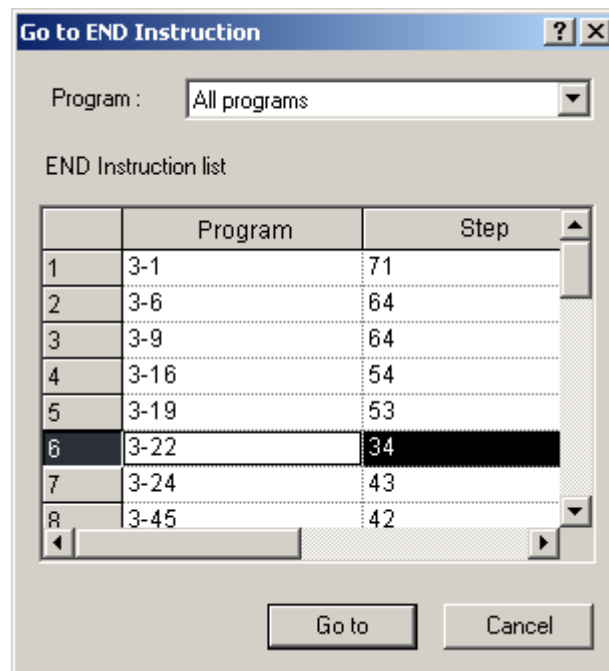 Go to END Instruction
Program : All programs
END Instruction list
Program Step
1 3-1 71
2 3-6 64
3 3-9 64
4 3-16 54
5 3-19 53
6 3-22 34
7 3-24 43
8 3-45 42
Go to Cancel